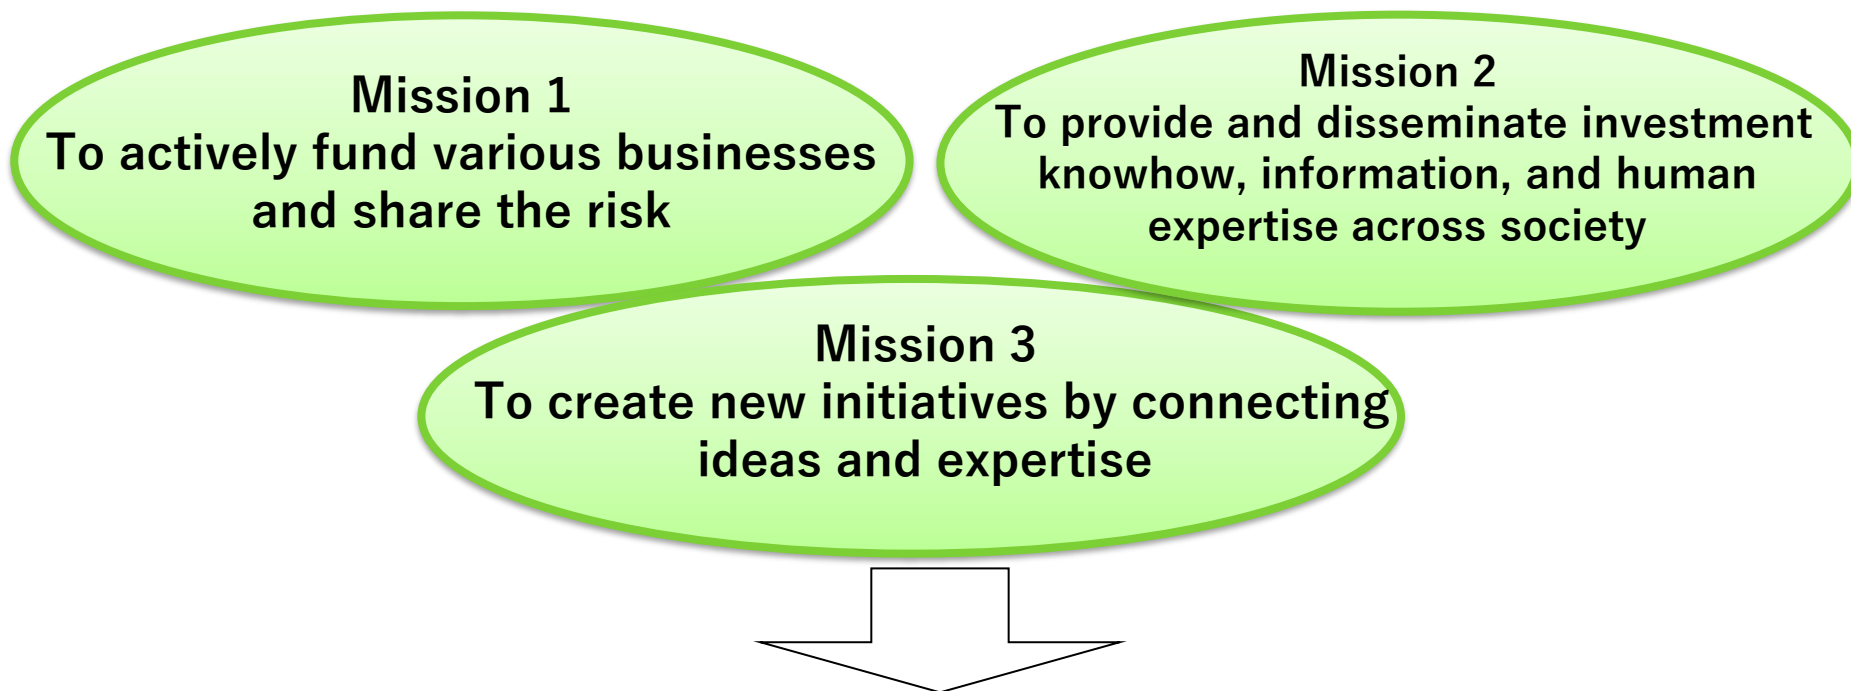 Mission 1
To actively fund various businesses
and share the risk
Mission 2
To provide and disseminate investment
knowhow, information, and human
expertise across society
Mission 3
To create new initiatives by connecting
ideas and expertise